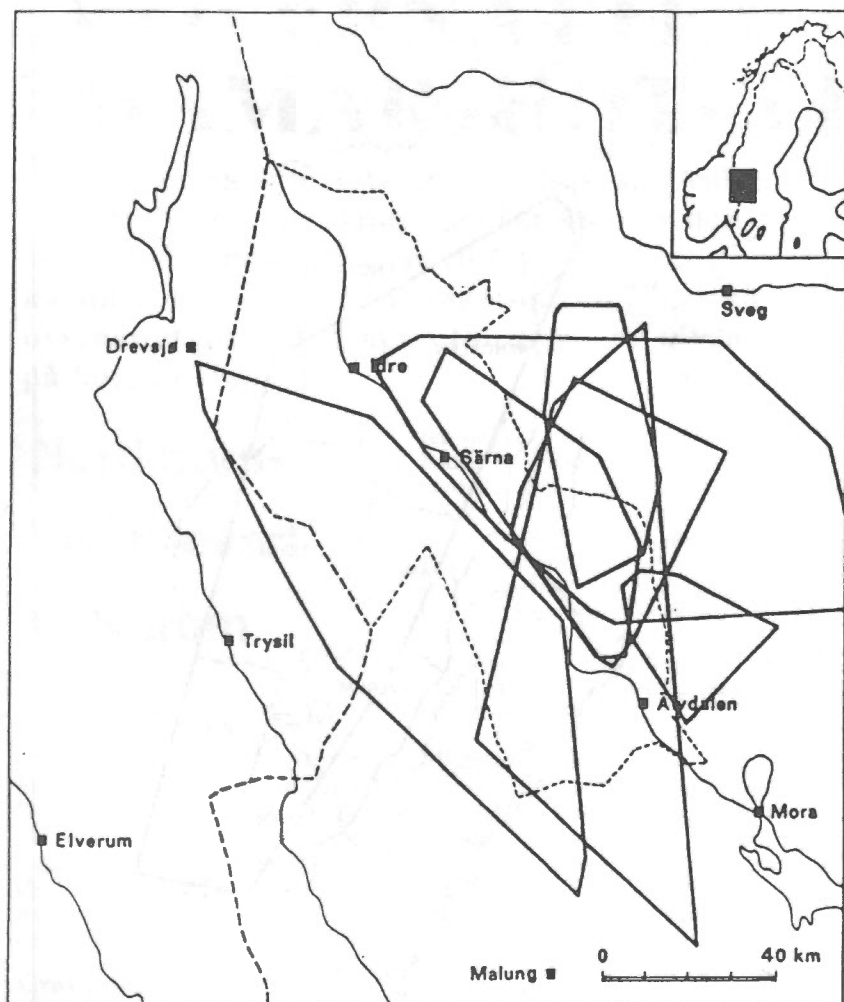 Sveg
Drevsjø
Idre
Särna
Trysil
Älvdalen
Mora
Elverum
0 40 km
Malung